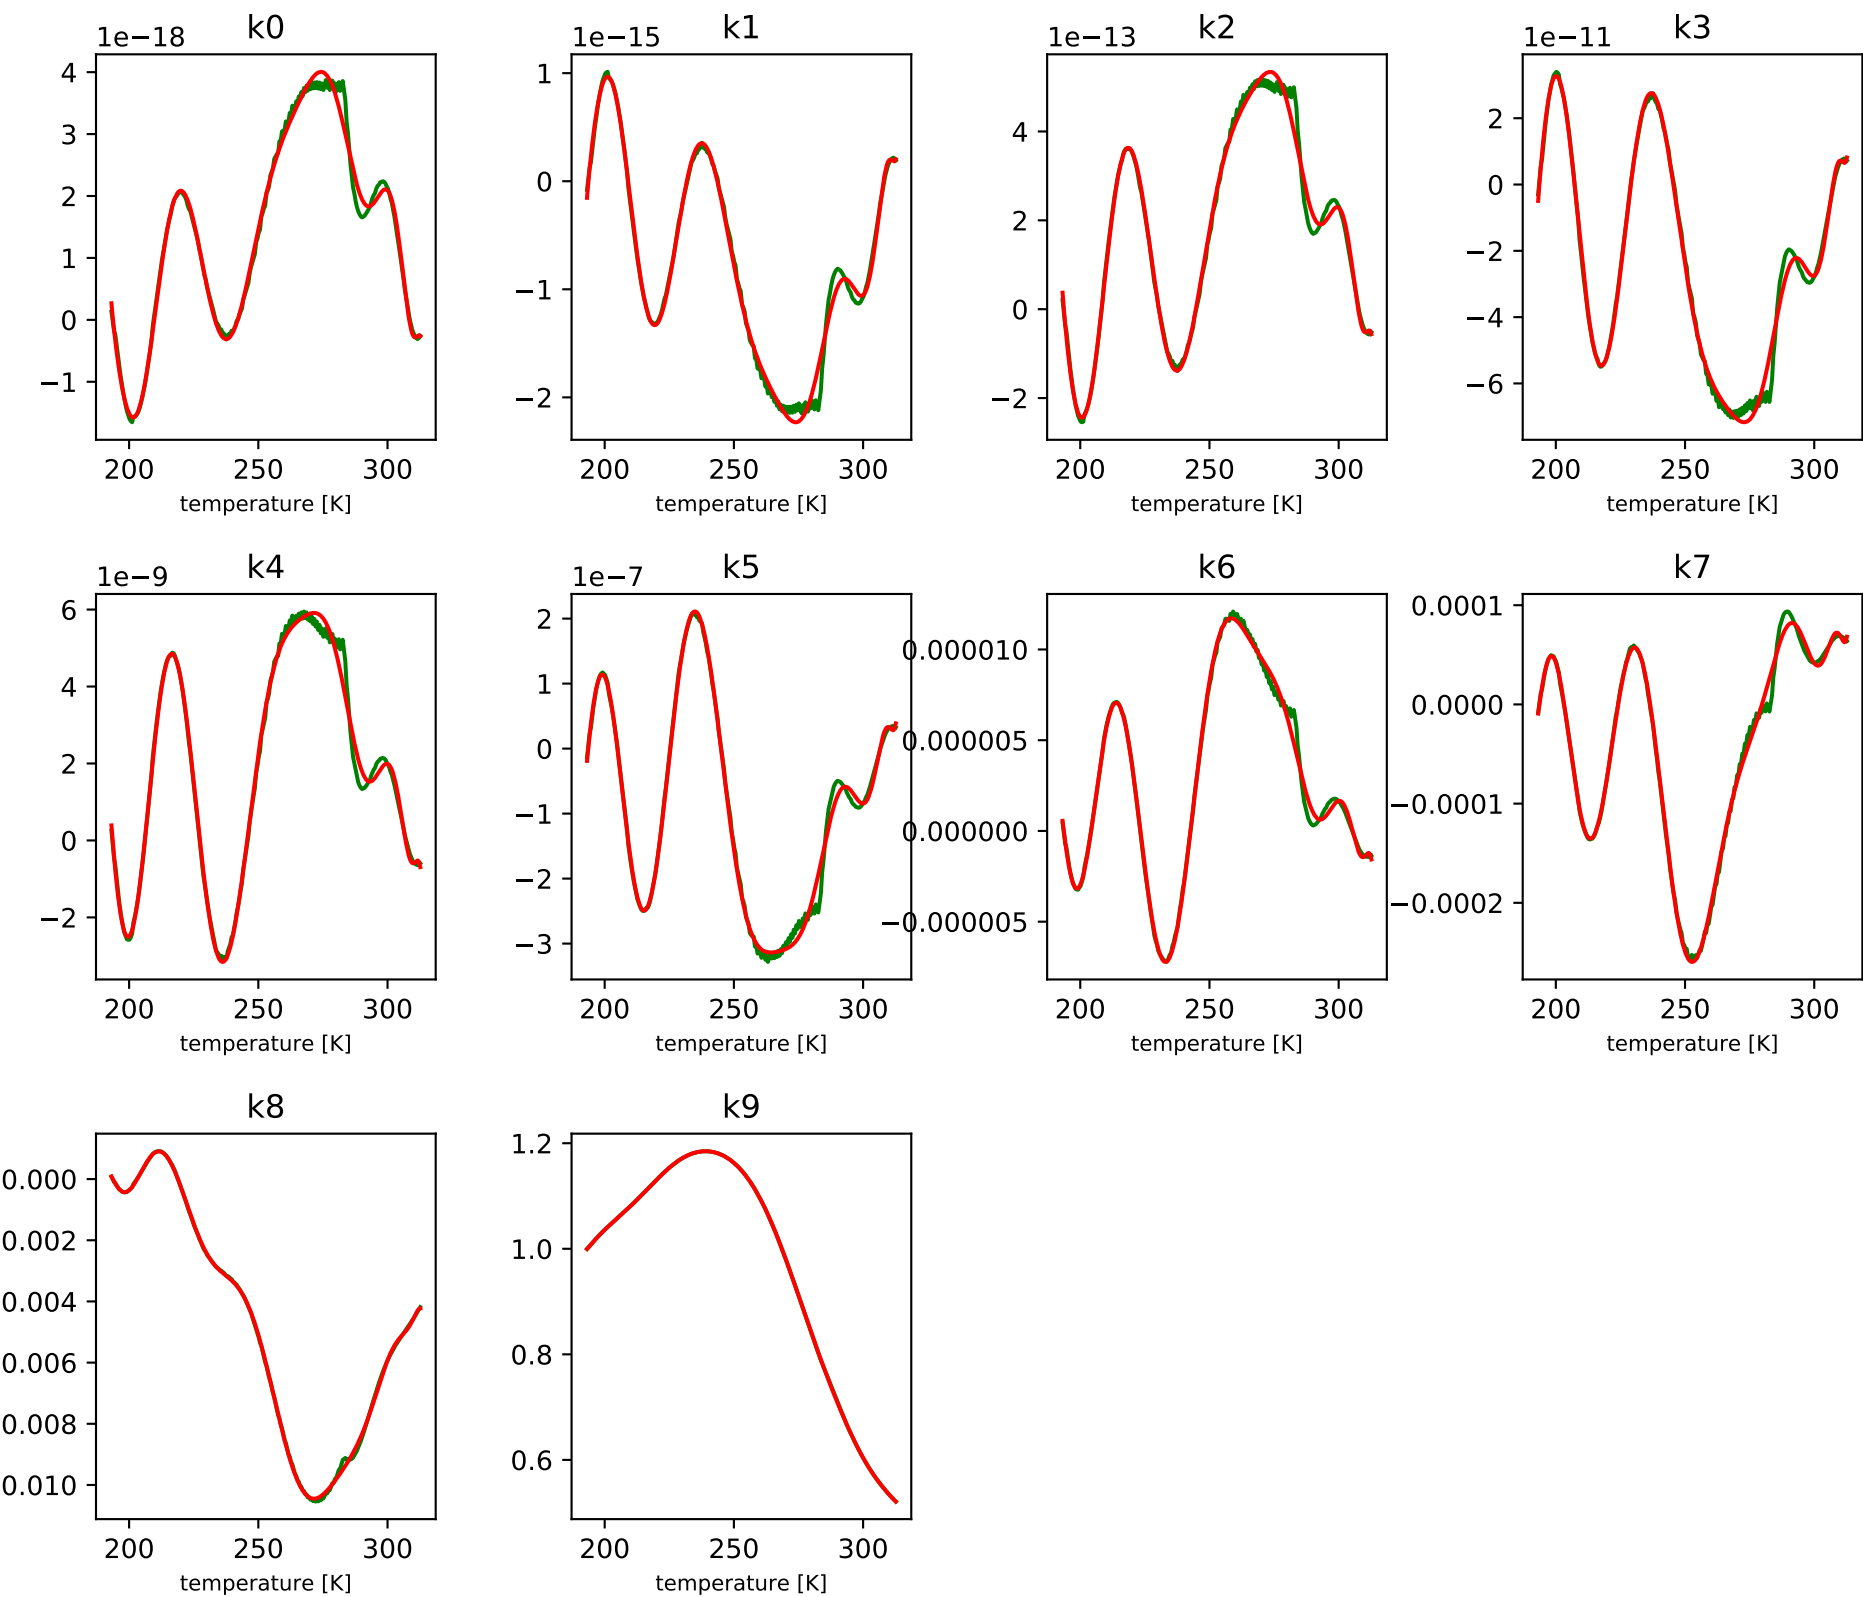 k0 k1 k2 k3
1e−18 1e−15 1e−13 1e−11
4 3 2 1 0 −1
1 0 −1 −2
4 2 0 −2
2 0 −2 −4 −6
200 250 300 200 250 300 200 250 300 200 250 300
temperature [K] temperature [K] temperature [K] temperature [K]
k4 k5 k6 k7
1e−9 1e−7
6 4 2 0 −2
2 1 0 −1 −2 −3
0.000010 0.000005 0.000000 −0.000005
0.0001 0.0000 −0.0001 −0.0002
200 250 300 200 250 300 200 250 300 200 250 300
temperature [K] temperature [K] temperature [K] temperature [K]
k8 k9
0.000 0.002 0.004 0.006 0.008 0.010
1.2 1.0 0.8 0.6
200 250 300 200 250 300
temperature [K] temperature [K]